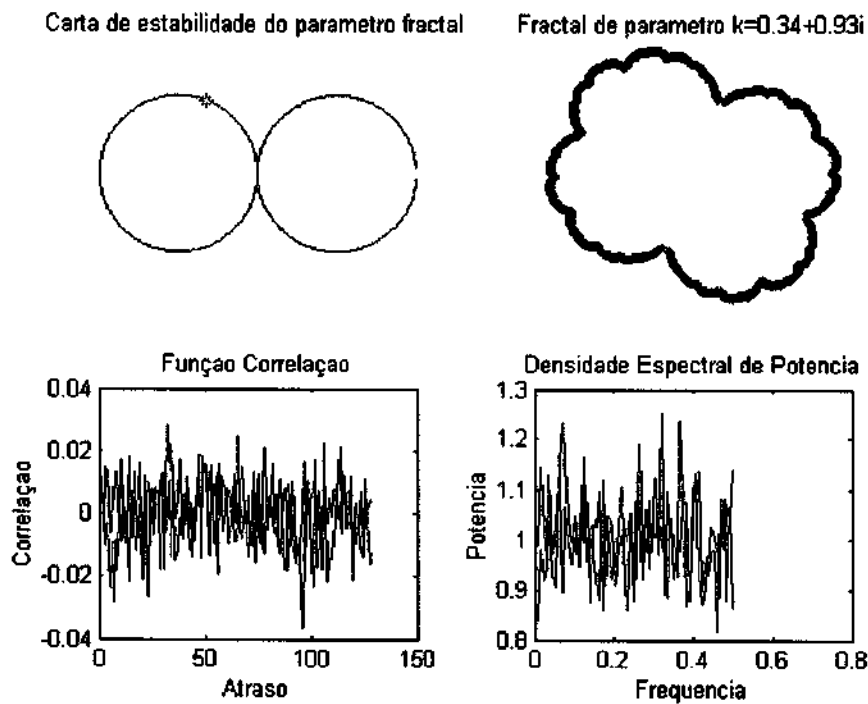 Carta de estabilidade do parametro fractal
Fractal de parametro k=0.34+0.93i
Funçao Correlaçao
0.04
0.02
0
-0.02
-0.04
Correlaçao
0
50
100
150
Atraso
Densidade Espectral de Potencia
1.3
1.2
1.1
1
0.9
0.8
Potencia
0
0.2
0.4
0.6
0.8
Frequencia